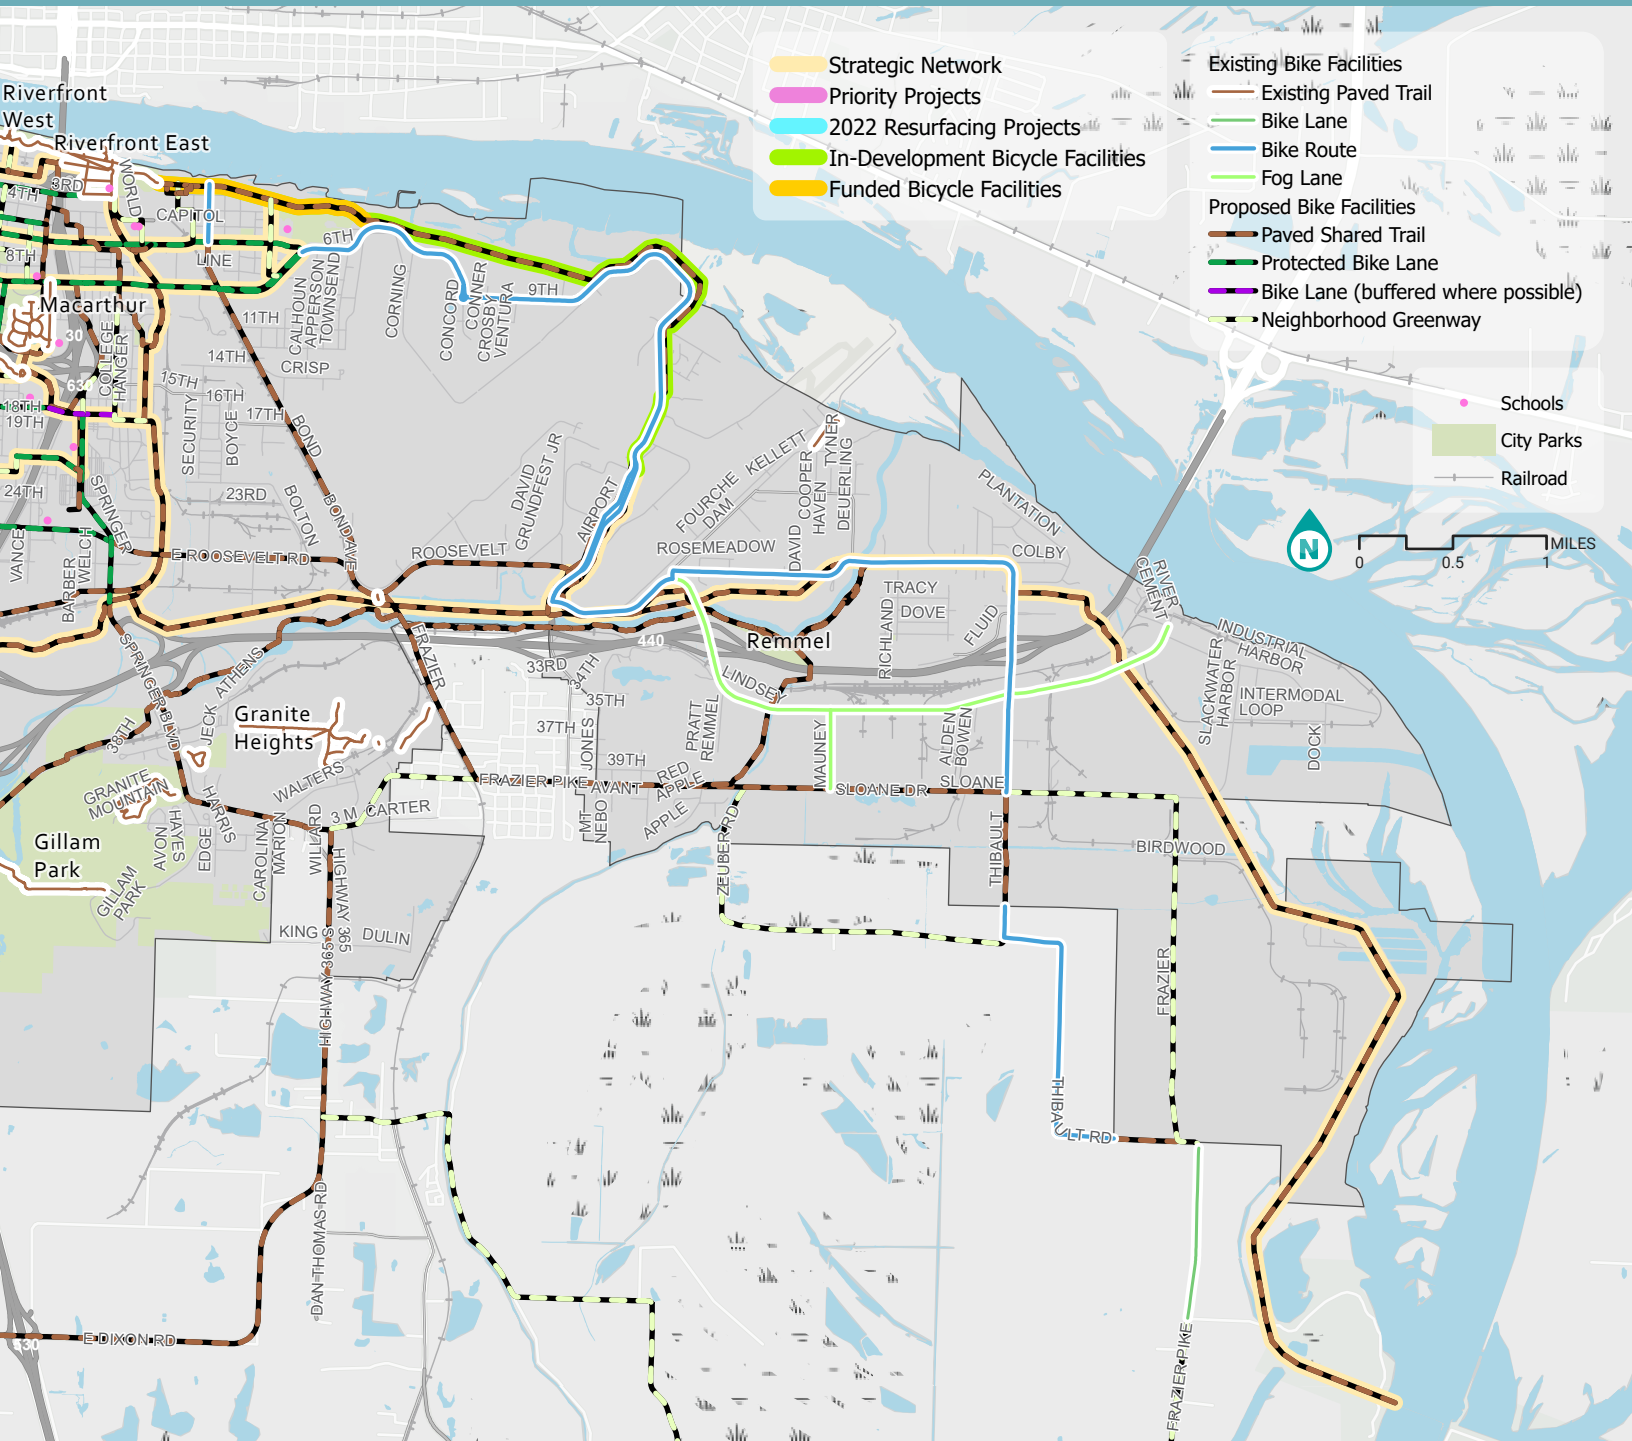 Strategic Network
Priority Projects
2022 Resurfacing Projects
In-Development Bicycle Facilities
Funded Bicycle Facilities
Existing Bike Facilities
Existing Paved Trail
Bike Lane
Bike Route
Fog Lane
Proposed Bike Facilities
Paved Shared Trail
Protected Bike Lane
Bike Lane (buffered where possible)
Neighborhood Greenway
Schools
City Parks
Railroad
N
MILES
0
0.5
1
Riverfront
West
Riverfront East
3RD
4TH
WORLD
CAPITOL
6TH
8TH
LINE
9TH
Macarthur
30
630
COLLEGE
HANGER
11TH
CALHOUN
APPERSON
TOWNSEND
CORNING
CONCORD
CONNER
CROSBY
VENTURA
14TH
CRISP
15TH
16TH
17TH
18TH
19TH
SECURITY
BOYCE
BOND
23RD
24TH
BOLTON
BOND AVE
SPRINGER
VANCE
BARBER
WELCH
E ROOSEVELT RD
ROOSEVELT
DAVID
GRUNDFEST JR
AIRPORT
FOURCHE
DAM
KELLETT
COOPER
HAVEN
TYNER
DEUERLING
DAVID
ROSEMEADOW
PLANTATION
COLBY
TRACY
DOVE
RICHLAND
FLUID
RIVER
CEMENT
INDUSTRIAL
HARBOR
SLACKWATER
HARBOR
INTERMODAL
LOOP
DOCK
Remmel
440
33RD
34TH
35TH
37TH
39TH
JONES
LINDSEY
PRATT
REMMEL
MAUNEY
ALDEN
BOWEN
FRAZIER
SPRINGER BLVD
ATHENS
38TH
JECK
Granite
Heights
GRANITE
MOUNTAIN
WALTERS
HARRIS
3 M
CARTER
FRAZIER PIKE
AVANT
RED
APPLE
APPLE
MT
NEBO
SLOANE DR
SLOANE
ZEUBER RD
THIBAULT
BIRDWOOD
Gillam
Park
AVON
HAYES
EDGE
CAROLINA
MARION
WILLARD
GILLAM
PARK
HIGHWAY 365
KING
DULIN
HIGHWAY 365 S
FRAZIER
THIBAULT RD
DAN THOMAS RD
E DIXON RD
530
FRAZIER PIKE